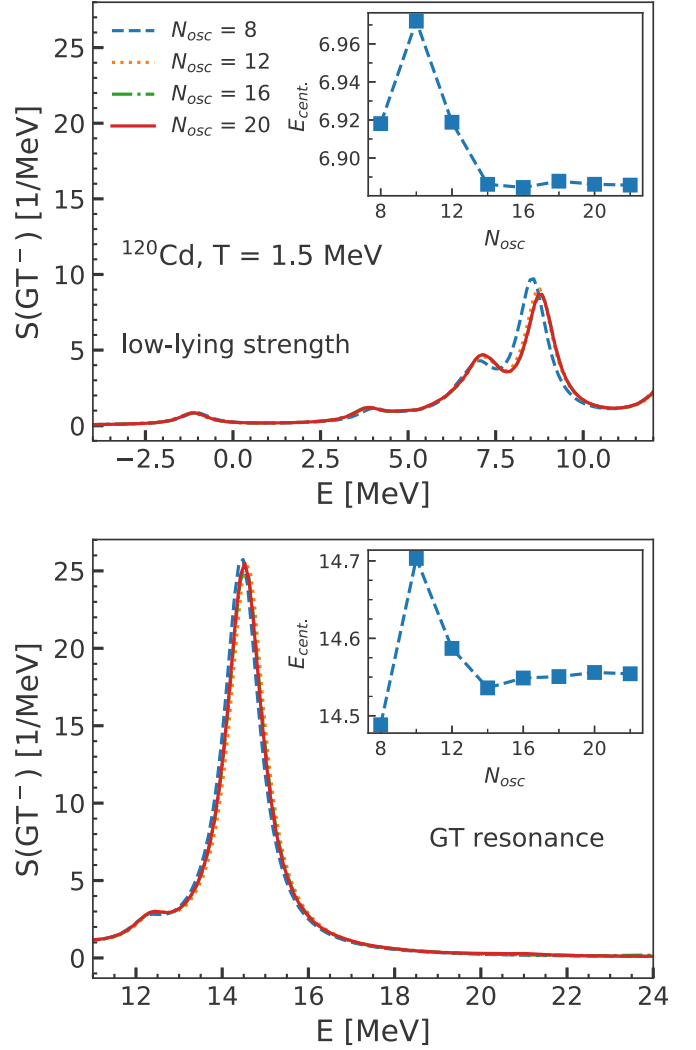 N_osc = 8
N_osc = 12
N_osc = 16
N_osc = 20
25
20
15
10
5
0
S(GT⁻) [1/MeV]
6.96
6.94
6.92
6.90
E_cent.
8 12 16 20
N_osc
¹²⁰Cd, T = 1.5 MeV
low-lying strength
−2.5 0.0 2.5 5.0 7.5 10.0
E [MeV]
25
20
15
10
5
0
S(GT⁻) [1/MeV]
14.7
14.6
14.5
E_cent.
8 12 16 20
N_osc
GT resonance
12 14 16 18 20 22 24
E [MeV]